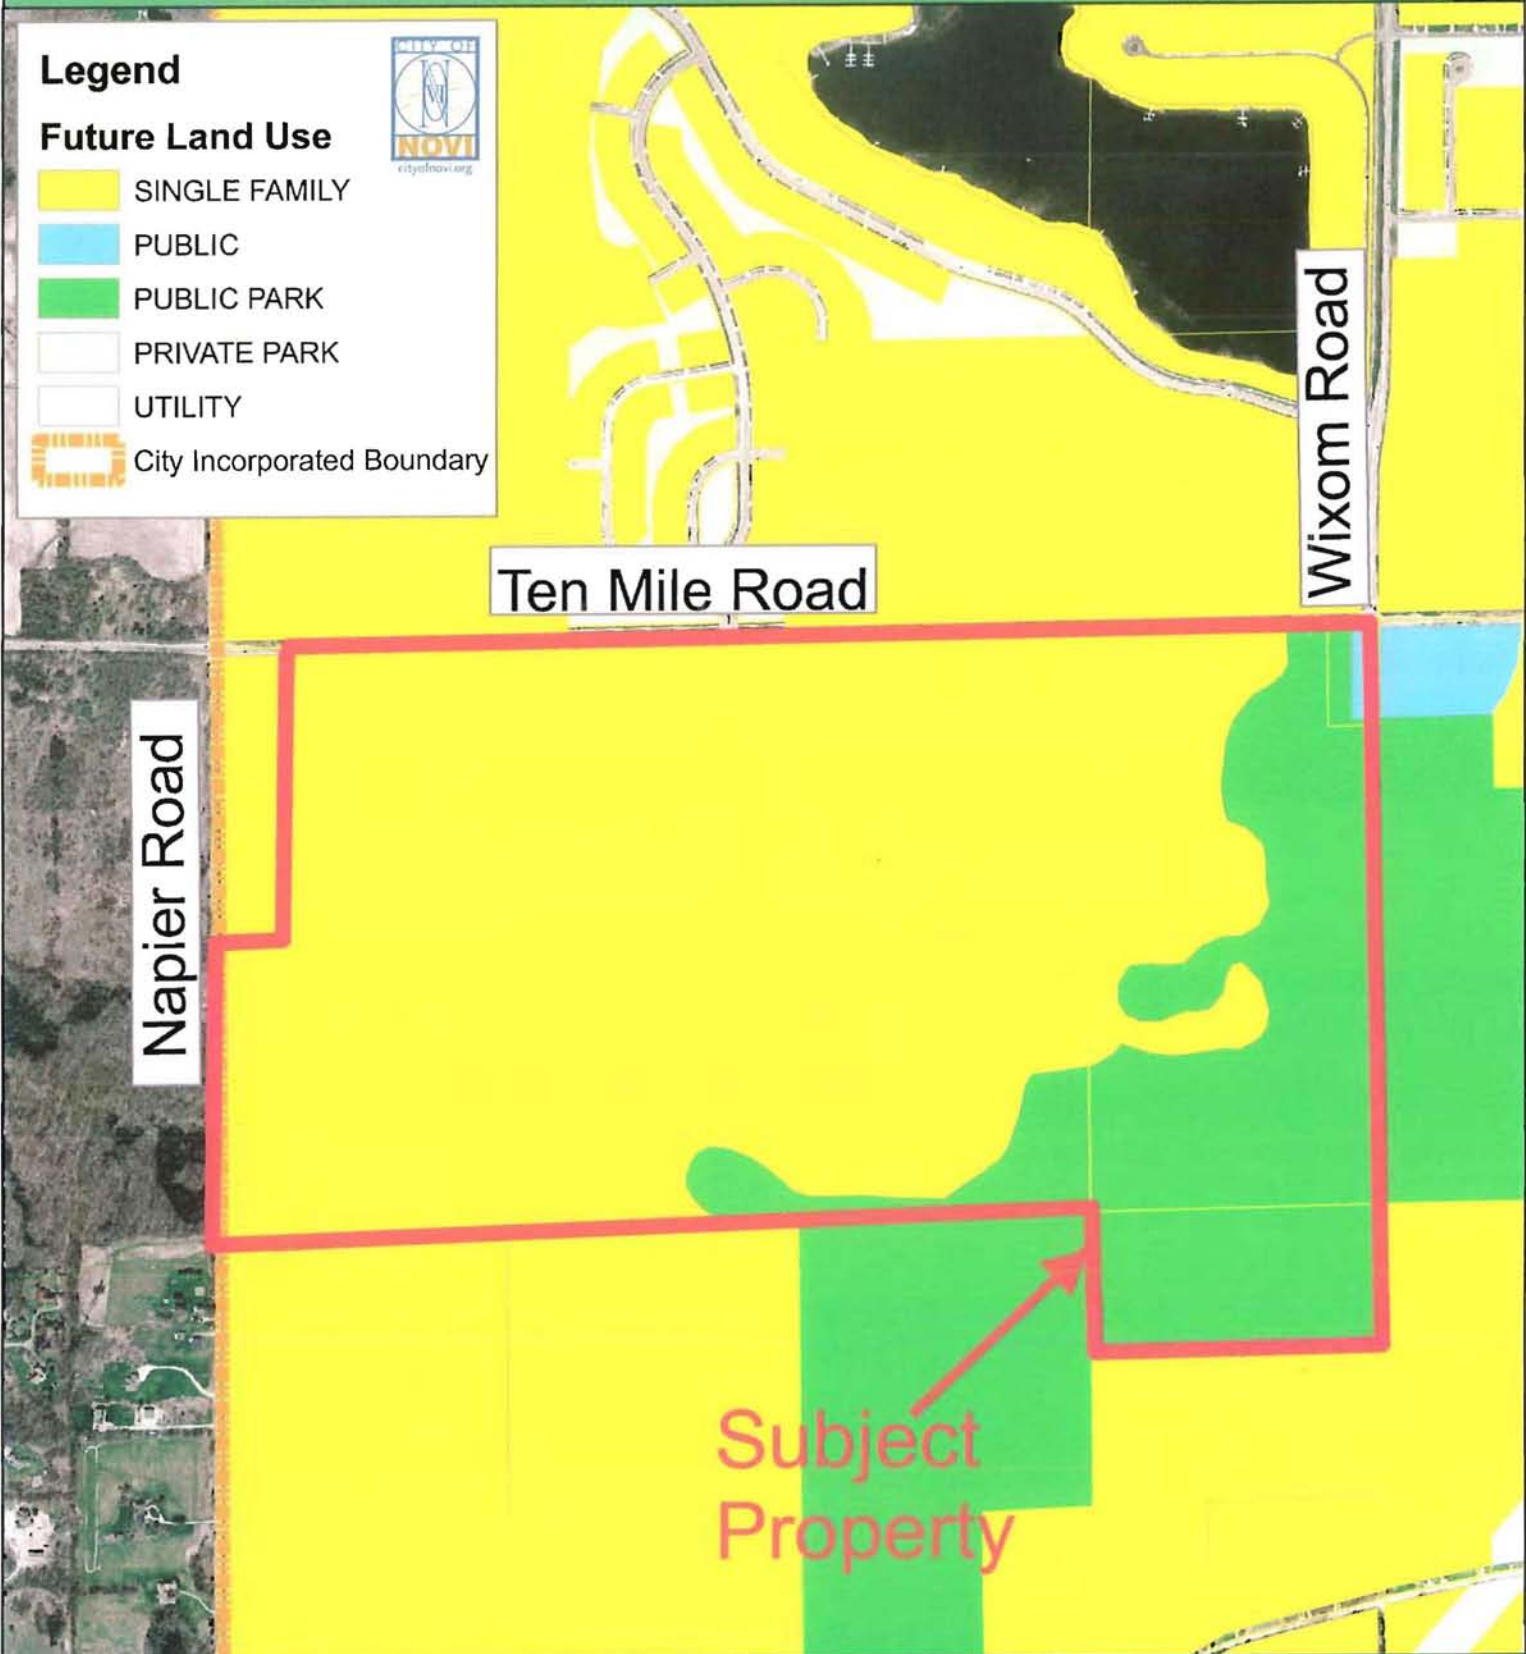 Legend
CITY OF
NOVI
cityofnovi.org
Future Land Use
SINGLE FAMILY
PUBLIC
PUBLIC PARK
PRIVATE PARK
UTILITY
City Incorporated Boundary
Wixom Road
Ten Mile Road
Napier Road
Subject
Property